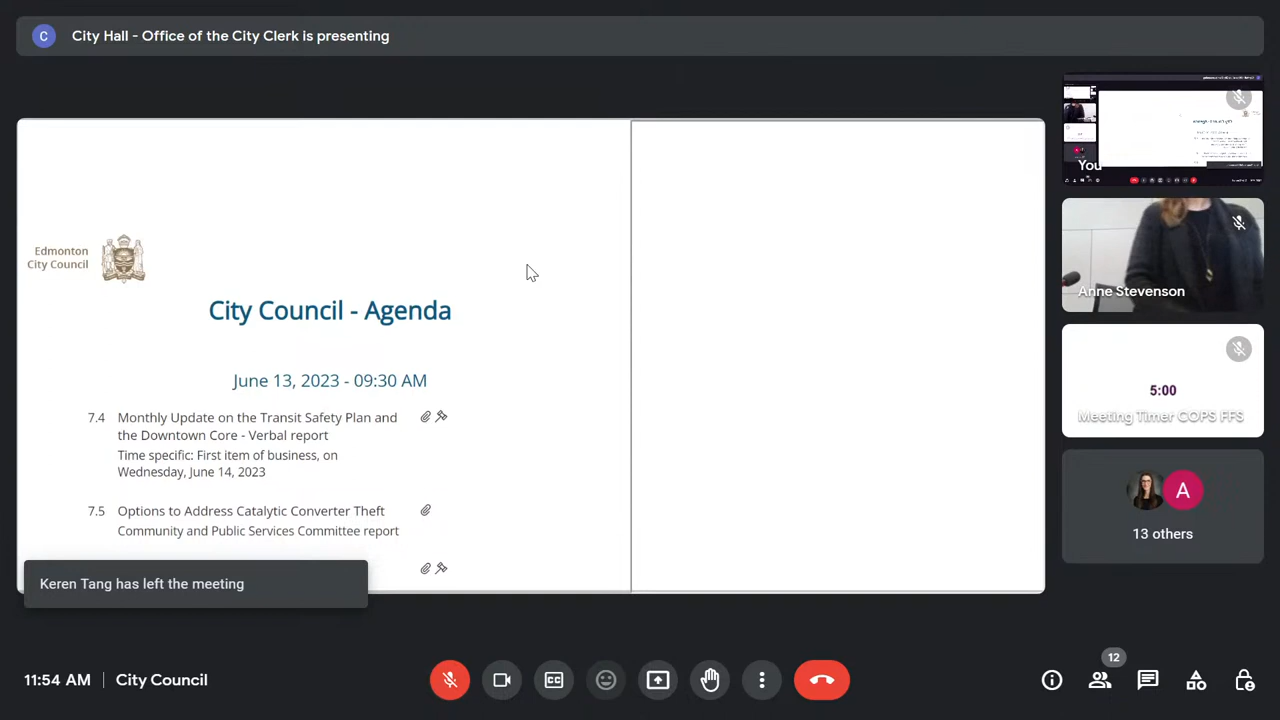 C
City Hall - Office of the City Clerk is presenting
You
Edmonton
City Council
City Council - Agenda
Anne Stevenson
June 13, 2023 - 09:30 AM
5:00
Meeting Timer COPS FFS
7.4 Monthly Update on the Transit Safety Plan and
the Downtown Core - Verbal report
Time specific: First item of business, on
Wednesday, June 14, 2023
7.5 Options to Address Catalytic Converter Theft
Community and Public Services Committee report
A
13 others
Keren Tang has left the meeting
11:54 AM | City Council
CC
12